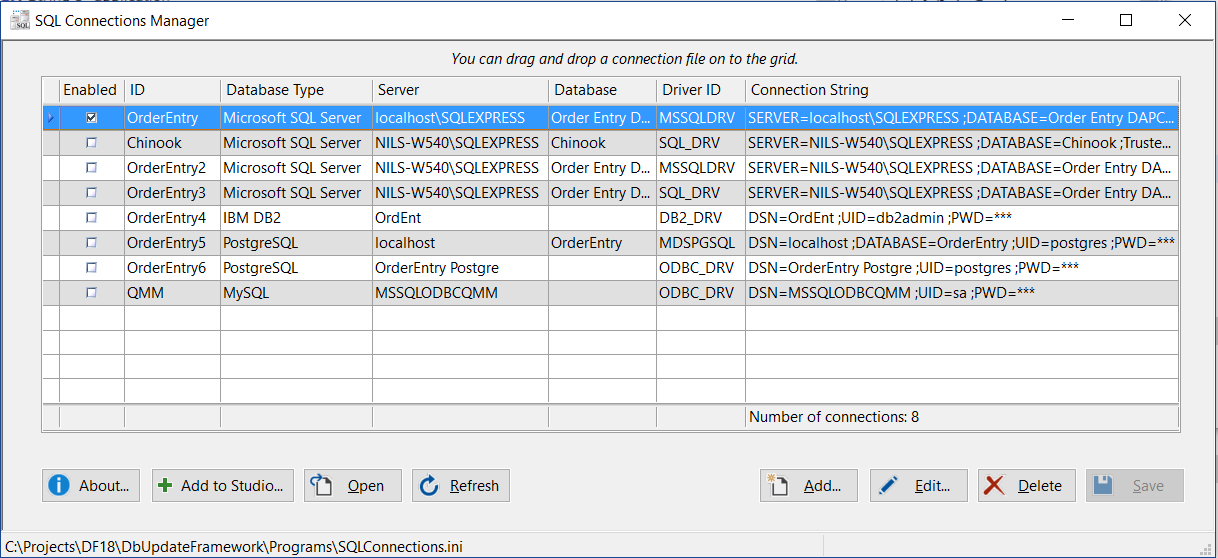 SQL Connections Manager
You can drag and drop a connection file on to the grid.
Enabled ID Database Type Server Database Driver ID Connection String
OrderEntry Microsoft SQL Server localhost\SQLEXPRESS Order Entry D... MSSQLDRV SERVER=localhost\SQLEXPRESS ;DATABASE=Order Entry DAPC...
Chinook Microsoft SQL Server NILS-W540\SQLEXPRESS Chinook SQL_DRV SERVER=NILS-W540\SQLEXPRESS ;DATABASE=Chinook ;Truste...
OrderEntry2 Microsoft SQL Server NILS-W540\SQLEXPRESS Order Entry D... MSSQLDRV SERVER=NILS-W540\SQLEXPRESS ;DATABASE=Order Entry DA...
OrderEntry3 Microsoft SQL Server NILS-W540\SQLEXPRESS Order Entry D... SQL_DRV SERVER=NILS-W540\SQLEXPRESS ;DATABASE=Order Entry DA...
OrderEntry4 IBM DB2 OrdEnt DB2_DRV DSN=OrdEnt ;UID=db2admin ;PWD=***
OrderEntry5 PostgreSQL localhost OrderEntry MDSPGSQL DSN=localhost ;DATABASE=OrderEntry ;UID=postgres ;PWD=***
OrderEntry6 PostgreSQL OrderEntry Postgre ODBC_DRV DSN=OrderEntry Postgre ;UID=postgres ;PWD=***
QMM MySQL MSSQLODBCQMM ODBC_DRV DSN=MSSQLODBCQMM ;UID=sa ;PWD=***
Number of connections: 8
About... Add to Studio... Open Refresh Add... Edit... Delete Save
C:\Projects\DF18\DbUpdateFramework\Programs\SQLConnections.ini